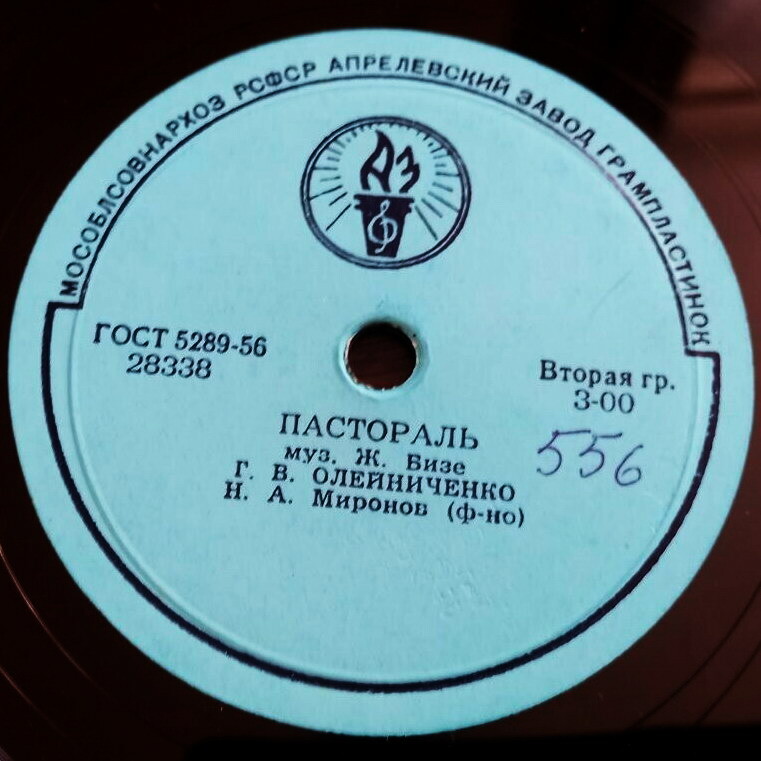 МОСОБЛСОВНАРХОЗ РСФСР АПРЕЛЕВСКИЙ ЗАВОД ГРАМПЛАСТИНОК
АЗ
ГОСТ 5289-56
28338
Вторая гр.
3-00
556
ПАСТОРАЛЬ
муз. Ж. Бизе
Г. В. ОЛЕЙНИЧЕНКО
Н. А. Миронов (ф-но)